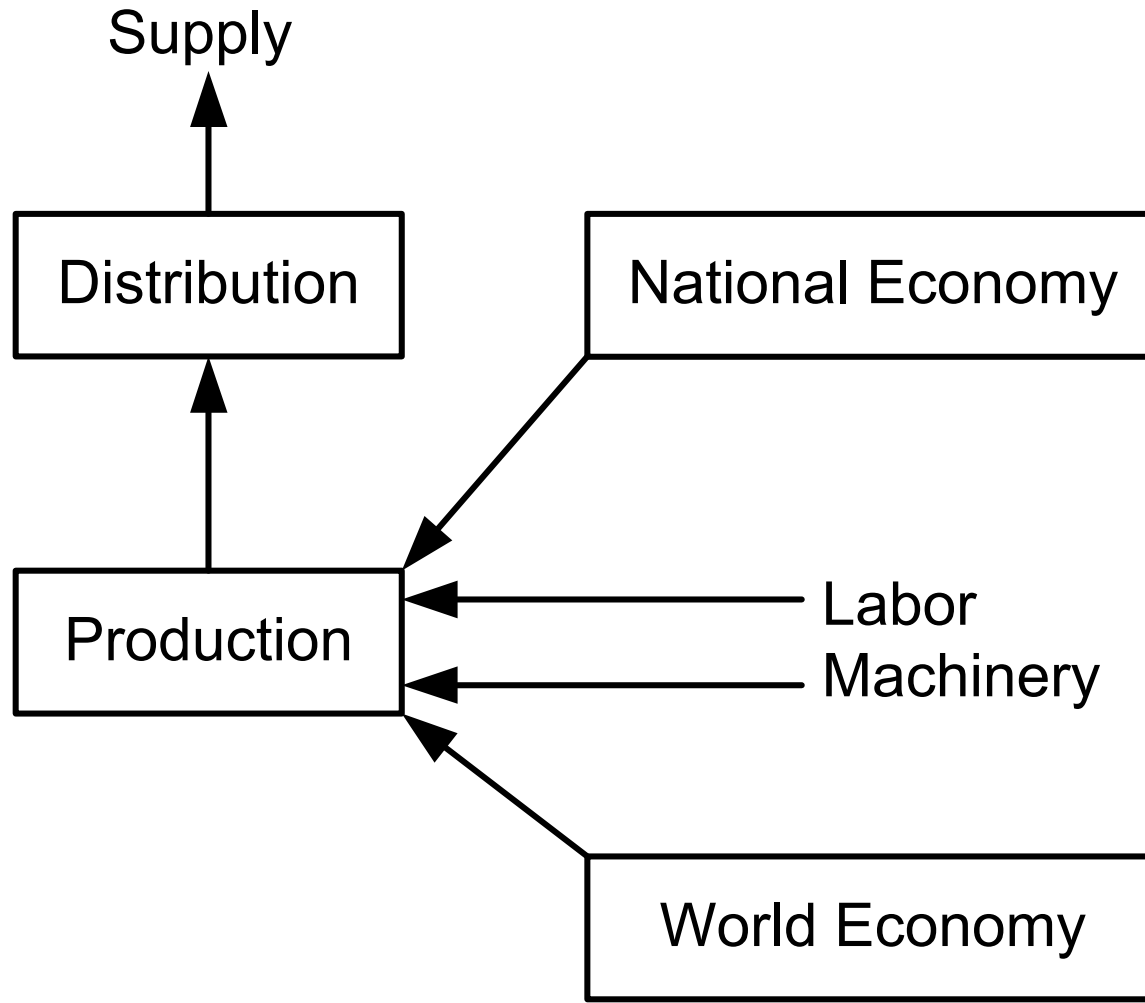 Supply
Distribution
National Economy
Production
Labor
Machinery
World Economy